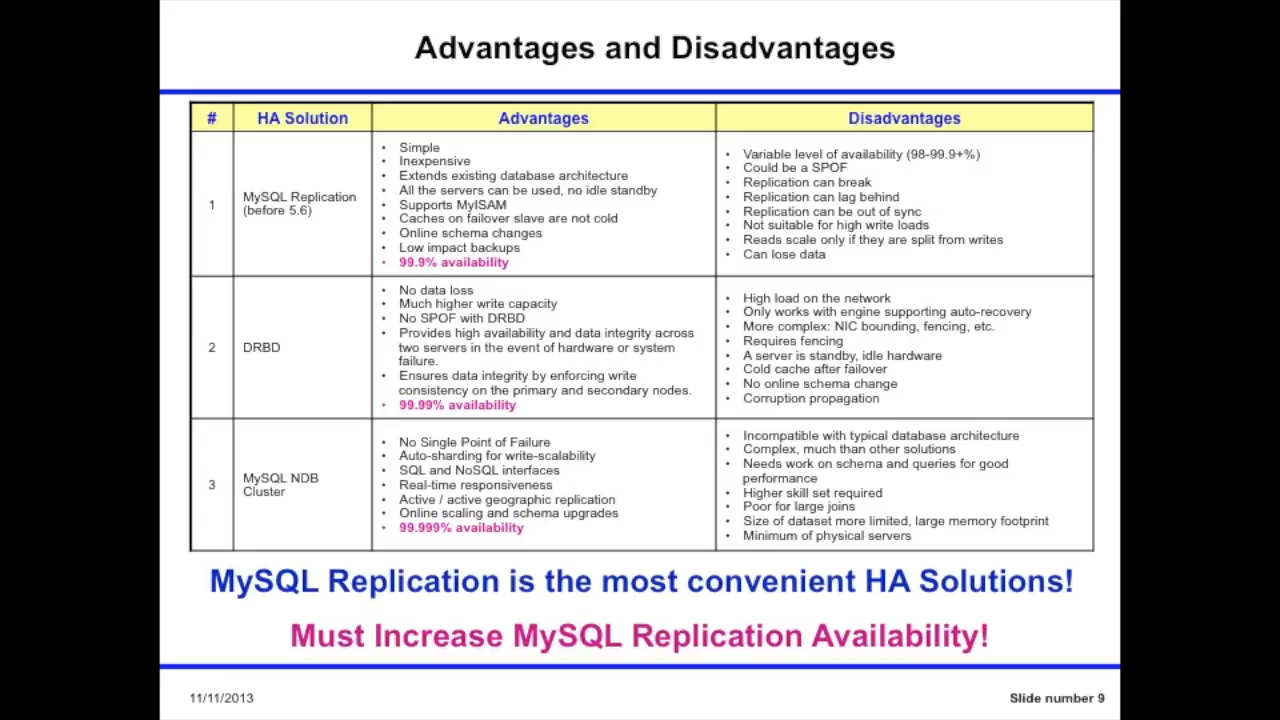 Advantages and Disadvantages
# HA Solution Advantages Disadvantages
1
MySQL Replication
(before 5.6)
• Simple
• Inexpensive
• Extends existing database architecture
• All the servers can be used, no idle standby
• Supports MyISAM
• Caches on failover slave are not cold
• Online schema changes
• Low impact backups
• 99.9% availability
• Variable level of availability (98-99.9+%)
• Could be a SPOF
• Replication can break
• Replication can lag behind
• Replication can be out of sync
• Not suitable for high write loads
• Reads scale only if they are split from writes
• Can lose data
2
DRBD
• No data loss
• Much higher write capacity
• No SPOF with DRBD
• Provides high availability and data integrity across
two servers in the event of hardware or system
failure.
• Ensures data integrity by enforcing write
consistency on the primary and secondary nodes.
• 99.99% availability
• High load on the network
• Only works with engine supporting auto-recovery
• More complex: NIC bounding, fencing, etc.
• Requires fencing
• A server is standby, idle hardware
• Cold cache after failover
• No online schema change
• Corruption propagation
3
MySQL NDB
Cluster
• No Single Point of Failure
• Auto-sharding for write-scalability
• SQL and NoSQL interfaces
• Real-time responsiveness
• Active / active geographic replication
• Online scaling and schema upgrades
• 99.999% availability
• Incompatible with typical database architecture
• Complex, much than other solutions
• Needs work on schema and queries for good
performance
• Higher skill set required
• Poor for large joins
• Size of dataset more limited, large memory footprint
• Minimum of physical servers
MySQL Replication is the most convenient HA Solutions!
Must Increase MySQL Replication Availability!
11/11/2013
Slide number 9